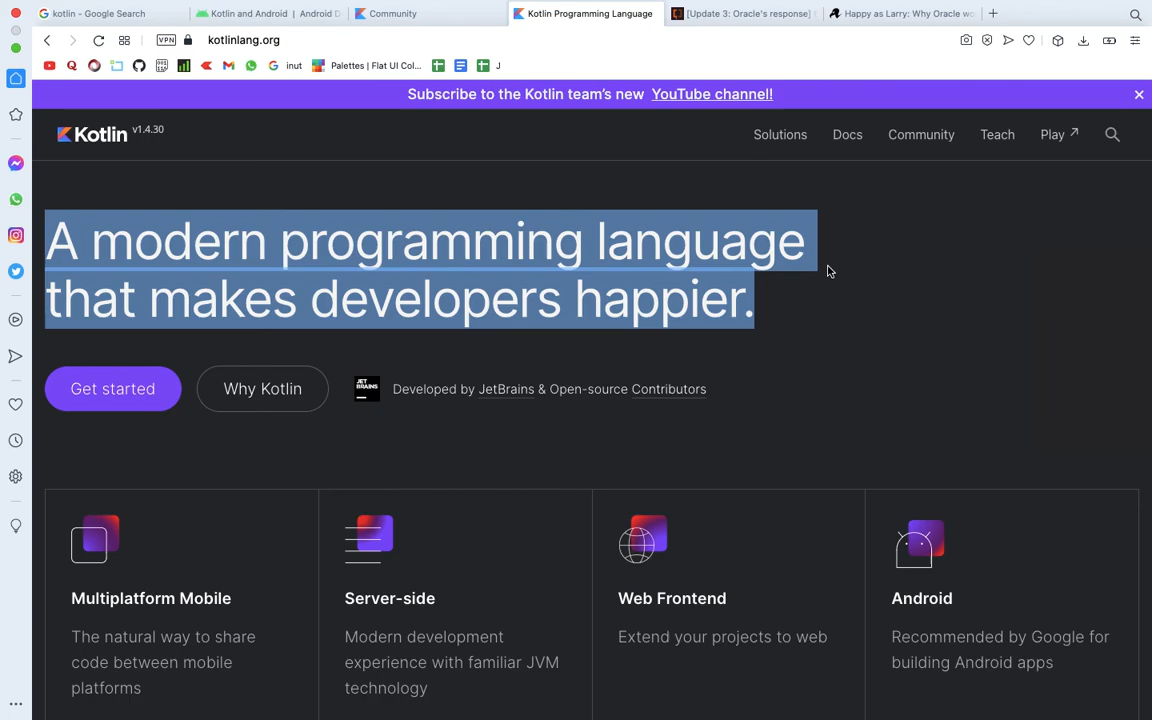 kotlin - Google Search
Kotlin and Android | Android D
Community
Kotlin Programming Language
[Update 3: Oracle's response]
Happy as Larry: Why Oracle wo
VPN
kotlinlang.org
inut
Palettes | Flat UI Col...
J
Subscribe to the Kotlin team's new YouTube channel!
Kotlin v1.4.30
Solutions
Docs
Community
Teach
Play
A modern programming language
that makes developers happier.
Get started
Why Kotlin
JET
BRAINS
Developed by JetBrains & Open-source Contributors
Multiplatform Mobile
The natural way to share
code between mobile
platforms
Server-side
Modern development
experience with familiar JVM
technology
Web Frontend
Extend your projects to web
Android
Recommended by Google for
building Android apps